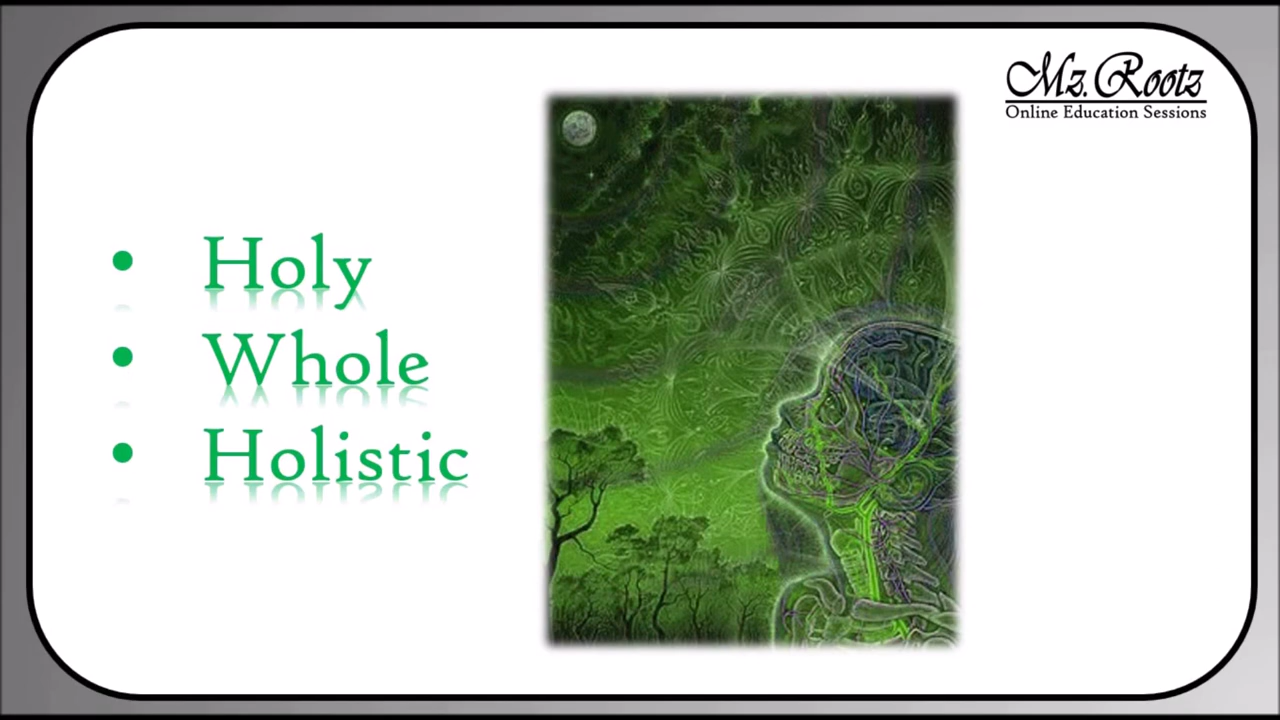 Mz. Rootz
Online Education Sessions
• Holy
• Whole
• Holistic